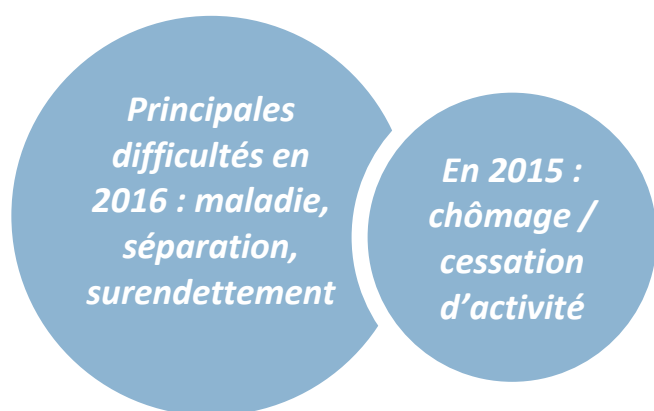 Principales
difficultés en
2016 : maladie,
séparation,
surendettement
En 2015 :
chômage /
cessation
d'activité